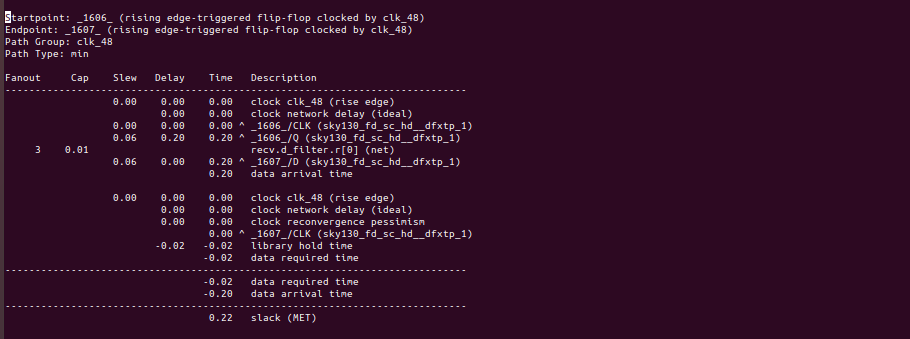 Startpoint: _1606_ (rising edge-triggered flip-flop clocked by clk_48)
Endpoint: _1607_ (rising edge-triggered flip-flop clocked by clk_48)
Path Group: clk_48
Path Type: min
Fanout     Cap    Slew   Delay    Time   Description
-----------------------------------------------------------------------------
                  0.00    0.00    0.00   clock clk_48 (rise edge)
                          0.00    0.00   clock network delay (ideal)
                  0.00    0.00    0.00 ^ _1606_/CLK (sky130_fd_sc_hd__dfxtp_1)
                  0.06    0.20    0.20 ^ _1606_/Q (sky130_fd_sc_hd__dfxtp_1)
     3    0.01                           recv.d_filter.r[0] (net)
                  0.06    0.00    0.20 ^ _1607_/D (sky130_fd_sc_hd__dfxtp_1)
                                  0.20   data arrival time
                  0.00    0.00    0.00   clock clk_48 (rise edge)
                          0.00    0.00   clock network delay (ideal)
                          0.00    0.00   clock reconvergence pessimism
                                  0.00 ^ _1607_/CLK (sky130_fd_sc_hd__dfxtp_1)
                         -0.02   -0.02   library hold time
                                 -0.02   data required time
-----------------------------------------------------------------------------
                                 -0.02   data required time
                                 -0.20   data arrival time
-----------------------------------------------------------------------------
                                  0.22   slack (MET)